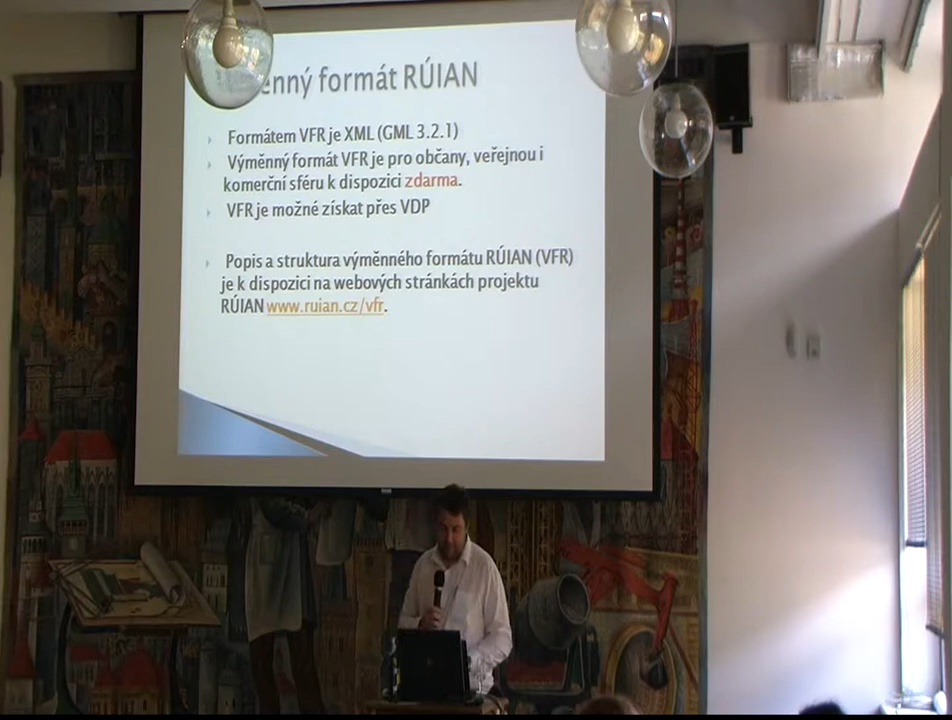 formát RÚIAN
Formátem VFR je XML (GML 3.2.1)
Výměnný formát VFR je pro občany, veřejnou i
komerční sféru k dispozici zdarma.
VFR je možné získat přes VDP
Popis a struktura výměnného formátu RÚIAN (VFR)
je k dispozici na webových stránkách projektu
RÚIAN www.ruian.cz/vfr.